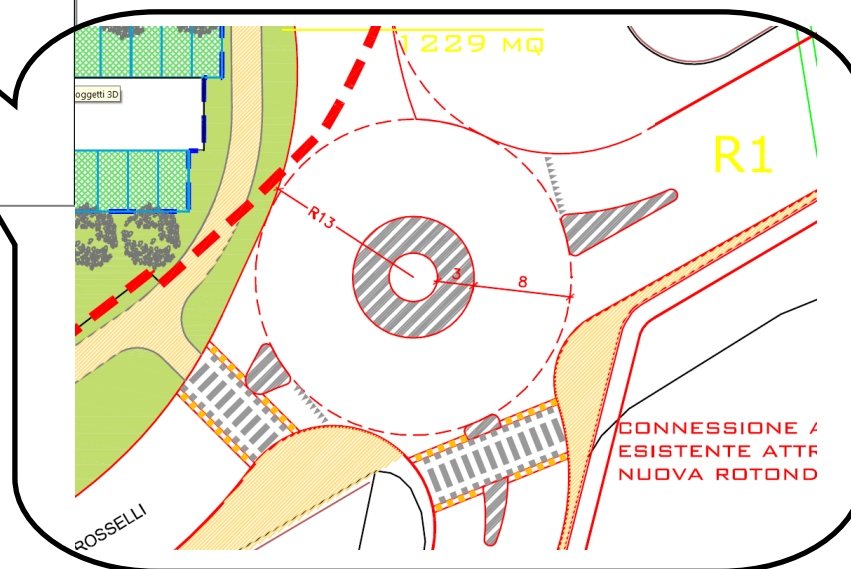 1229 MQ
oggetti 3D
R1
R13
3
8
CONNESSIONE
ESISTENTE ATTR
NUOVA ROTOND
ROSSELLI